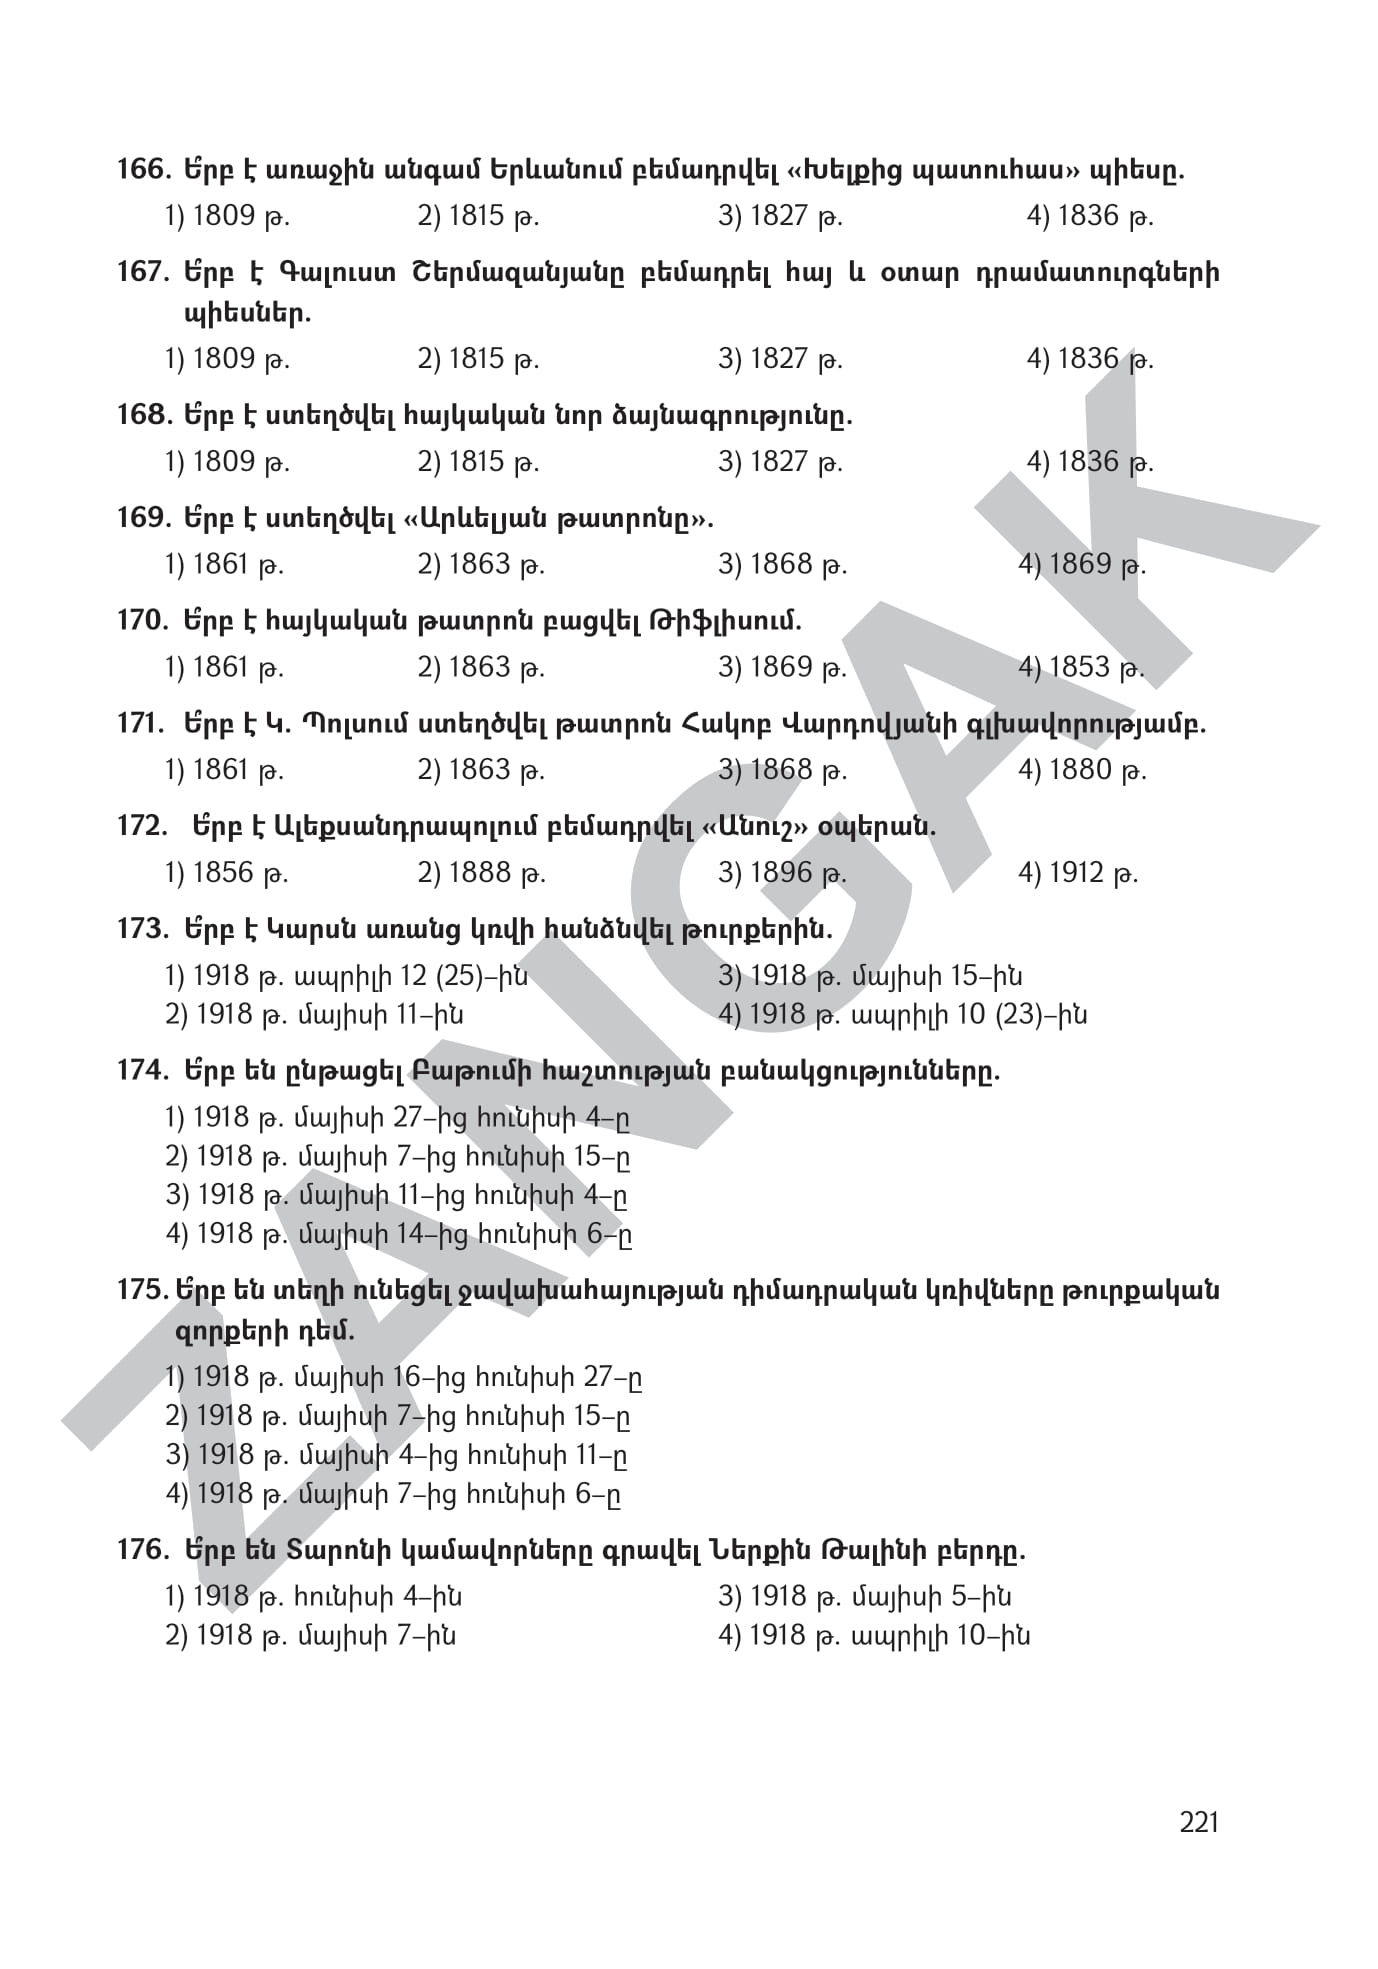 166. Ե՞րբ է առաջին անգամ Երևանում բեմադրվել «Խելքից պատուհաս» պիեսը.
1) 1809 թ. 2) 1815 թ. 3) 1827 թ. 4) 1836 թ.
167. Ե՞րբ է Գալուստ Շերմազանյանը բեմադրել հայ և օտար դրամատուրգների
պիեսներ.
1) 1809 թ. 2) 1815 թ. 3) 1827 թ. 4) 1836 թ.
168. Ե՞րբ է ստեղծվել հայկական նոր ձայնագրությունը.
1) 1809 թ. 2) 1815 թ. 3) 1827 թ. 4) 1836 թ.
169. Ե՞րբ է ստեղծվել «Արևելյան թատրոնը».
1) 1861 թ. 2) 1863 թ. 3) 1868 թ. 4) 1869 թ.
170. Ե՞րբ է հայկական թատրոն բացվել Թիֆլիսում.
1) 1861 թ. 2) 1863 թ. 3) 1869 թ. 4) 1853 թ.
171. Ե՞րբ է Կ. Պոլսում ստեղծվել թատրոն Հակոբ Վարդովյանի գլխավորությամբ.
1) 1861 թ. 2) 1863 թ. 3) 1868 թ. 4) 1880 թ.
172. Ե՞րբ է Ալեքսանդրապոլում բեմադրվել «Անուշ» օպերան.
1) 1856 թ. 2) 1888 թ. 3) 1896 թ. 4) 1912 թ.
173. Ե՞րբ է Կարսն առանց կռվի հանձնվել թուրքերին.
1) 1918 թ. ապրիլի 12 (25)–ին 3) 1918 թ. մայիսի 15–ին
2) 1918 թ. մայիսի 11–ին 4) 1918 թ. ապրիլի 10 (23)–ին
174. Ե՞րբ են ընթացել Բաթումի հաշտության բանակցությունները.
1) 1918 թ. մայիսի 27–ից հունիսի 4–ը
2) 1918 թ. մայիսի 7–ից հունիսի 15–ը
3) 1918 թ. մայիսի 11–ից հունիսի 4–ը
4) 1918 թ. մայիսի 14–ից հունիսի 6–ը
175. Ե՞րբ են տեղի ունեցել ջավախահայության դիմադրական կռիվները թուրքական
զորքերի դեմ.
1) 1918 թ. մայիսի 16–ից հունիսի 27–ը
2) 1918 թ. մայիսի 7–ից հունիսի 15–ը
3) 1918 թ. մայիսի 4–ից հունիսի 11–ը
4) 1918 թ. մայիսի 7–ից հունիսի 6–ը
176. Ե՞րբ են Տարոնի կամավորները գրավել Ներքին Թալինի բերդը.
1) 1918 թ. հունիսի 4–ին 3) 1918 թ. մայիսի 5–ին
2) 1918 թ. մայիսի 7–ին 4) 1918 թ. ապրիլի 10–ին
221
ZANGAK